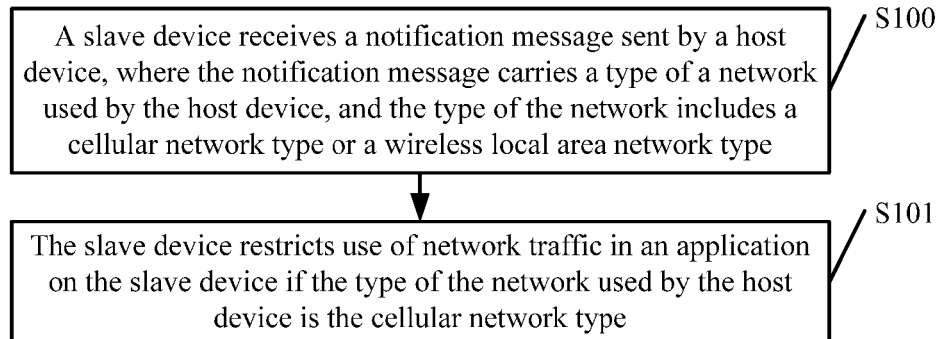 S100
A slave device receives a notification message sent by a host
device, where the notification message carries a type of a network
used by the host device, and the type of the network includes a
cellular network type or a wireless local area network type
S101
The slave device restricts use of network traffic in an application
on the slave device if the type of the network used by the host
device is the cellular network type